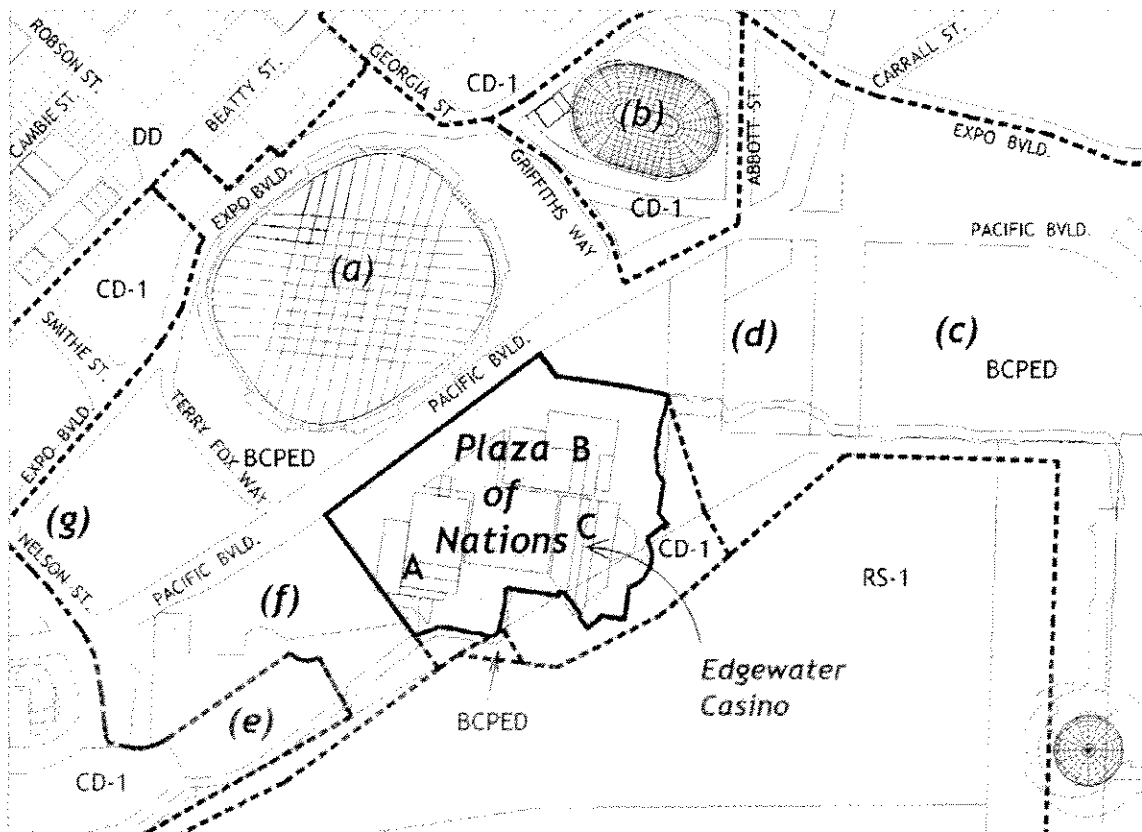 ROBSON ST.
CAMBIE ST.
BEATTY ST.
DD
GEORGIA ST.
CD-1
(b)
ABBOTT ST.
CARRALL ST.
EXPO BVLD.
EXPO BVLD.
GRIFFITHS WAY
CD-1
PACIFIC BVLD.
(a)
CD-1
SMITHE ST.
(d)
(c)
BCPED
PACIFIC BVLD.
TERRY FOX WAY
EXPO BVLD.
BCPED
Plaza B
of
Nations C
A
CD-1
(g)
NELSON ST.
PACIFIC BVLD.
(f)
RS-1
Edgewater
Casino
(e)
BCPED
CD-1